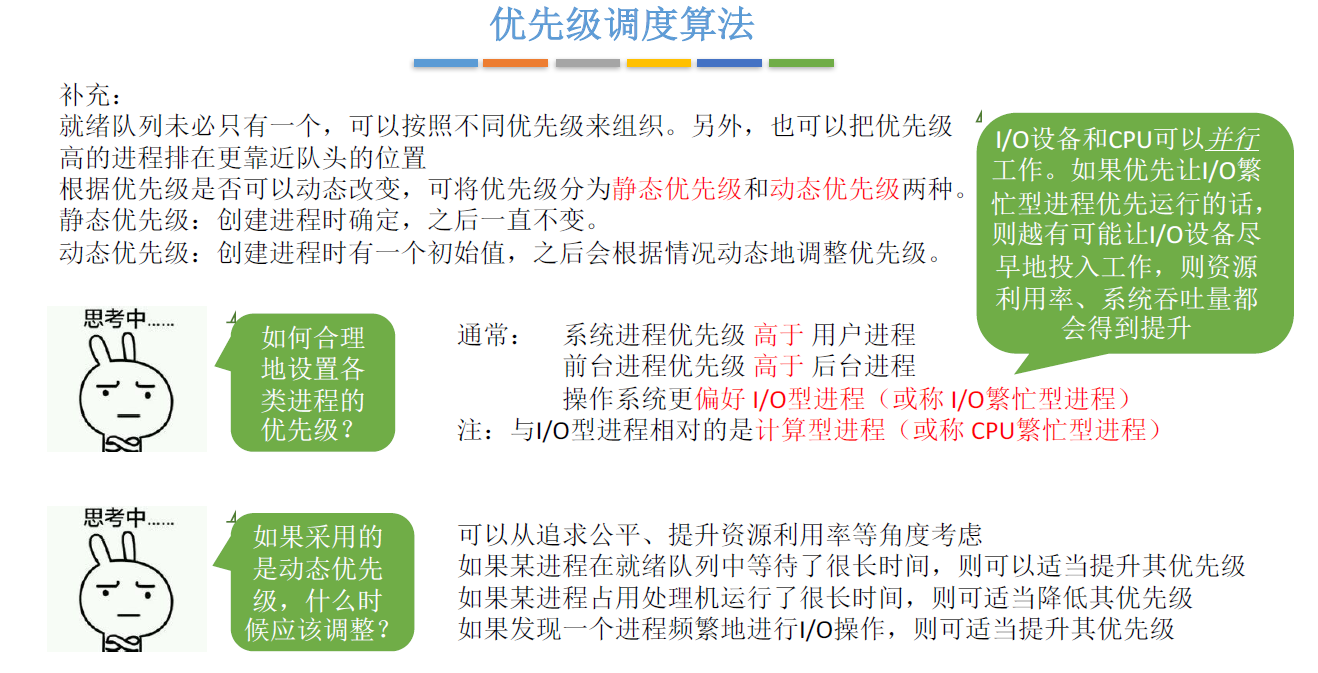 优先级调度算法
补充：
就绪队列未必只有一个，可以按照不同优先级来组织。另外，也可以把优先级
高的进程排在更靠近队头的位置
根据优先级是否可以动态改变，可将优先级分为静态优先级和动态优先级两种。
静态优先级：创建进程时确定，之后一直不变。
动态优先级：创建进程时有一个初始值，之后会根据情况动态地调整优先级。
I/O设备和CPU可以并行
工作。如果优先让I/O繁
忙型进程优先运行的话，
则越有可能让I/O设备尽
早地投入工作，则资源
利用率、系统吞吐量都
会得到提升
思考中......
如何合理
地设置各
类进程的
优先级？
通常： 系统进程优先级 高于 用户进程
前台进程优先级 高于 后台进程
操作系统更偏好 I/O型进程（或称 I/O繁忙型进程）
注：与I/O型进程相对的是计算型进程（或称 CPU繁忙型进程）
思考中......
如果采用的
是动态优先
级，什么时
候应该调整？
可以从追求公平、提升资源利用率等角度考虑
如果某进程在就绪队列中等待了很长时间，则可以适当提升其优先级
如果某进程占用处理机运行了很长时间，则可适当降低其优先级
如果发现一个进程频繁地进行I/O操作，则可适当提升其优先级